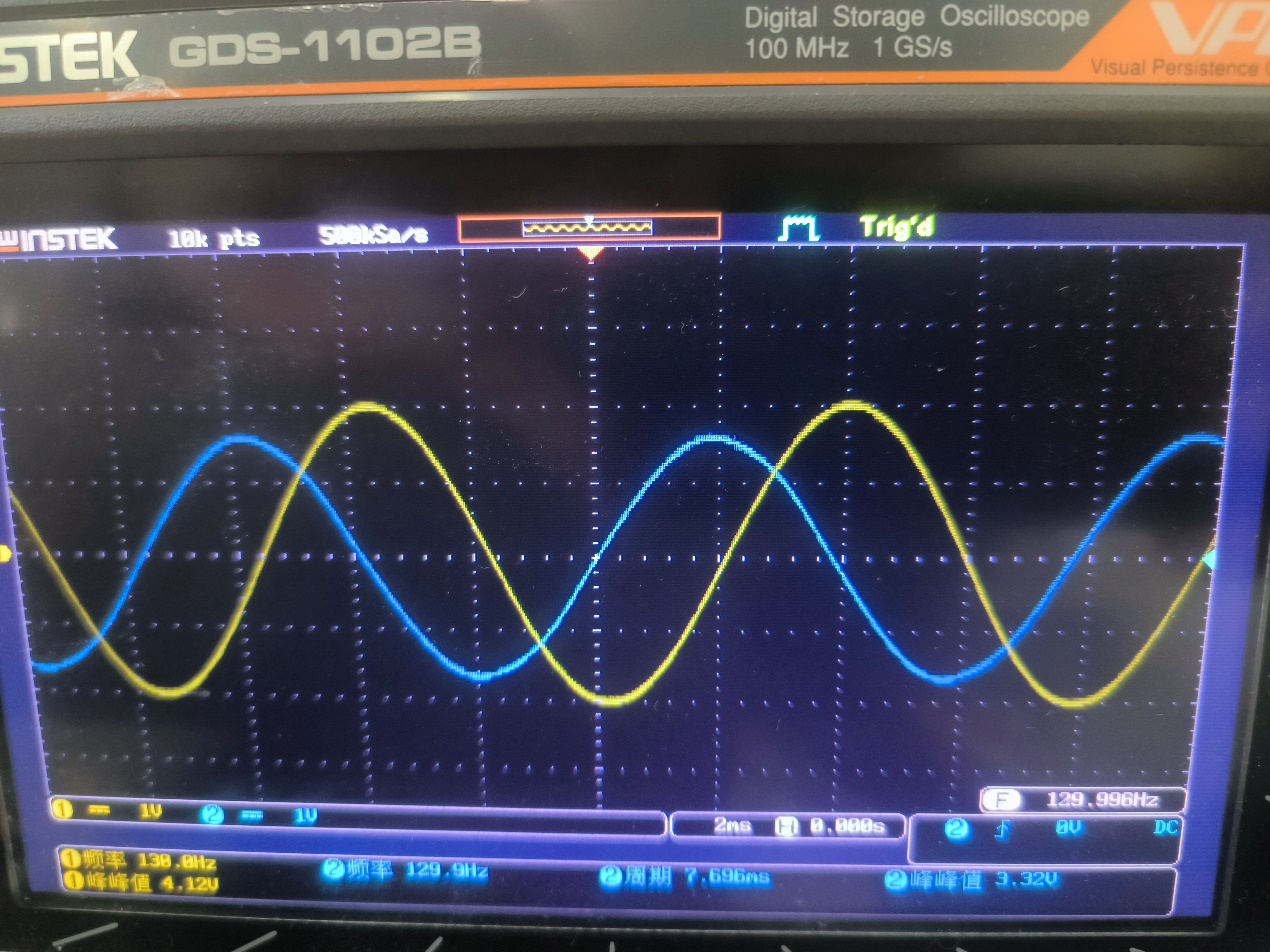 STEK GDS-1102B
Digital Storage Oscilloscope
100 MHz 1 GS/s
Visual Persistence
INSTEK 10k pts 500kSa/s Trig'd
F 129.996Hz
1 1V 2 1V 2ms H 0.000s 2 0V DC
1 频率 130.0Hz 2 频率 129.9Hz 2 周期 7.696ms 2 峰峰值 3.32V
1 峰峰值 4.12V